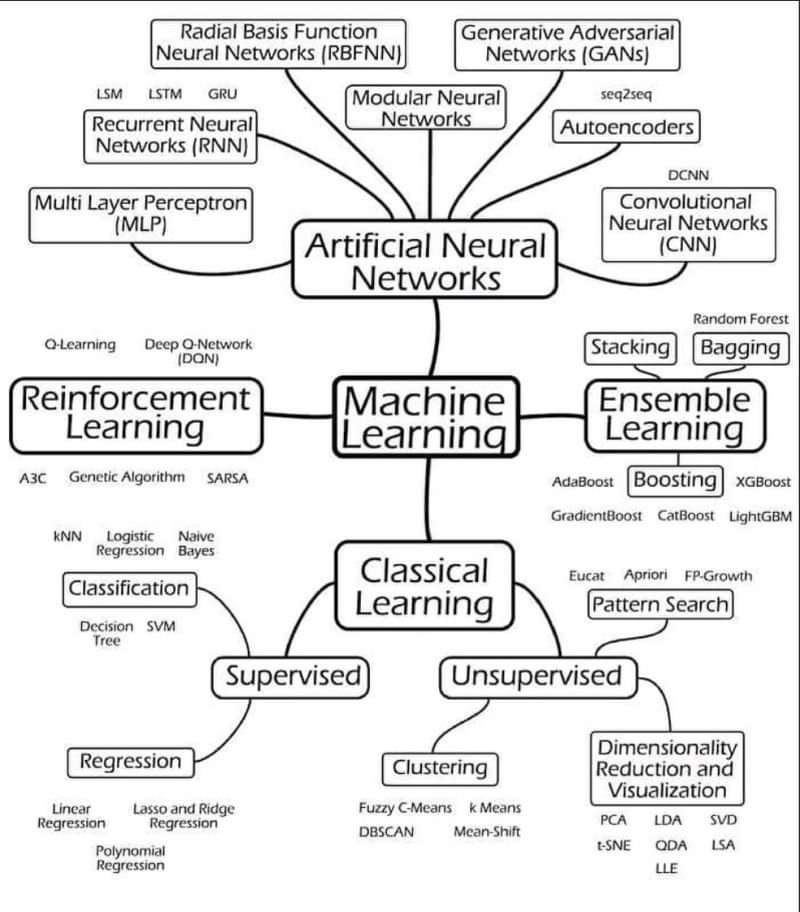 Radial Basis Function
Neural Networks (RBFNN)
Generative Adversarial
Networks (GANs)
LSM LSTM GRU
Recurrent Neural
Networks (RNN)
Modular Neural
Networks
seq2seq
Autoencoders
Multi Layer Perceptron
(MLP)
DCNN
Convolutional
Neural Networks
(CNN)
Artificial Neural
Networks
Q-Learning Deep Q-Network
(DQN)
Reinforcement
Learning
A3C Genetic Algorithm SARSA
Machine
Learning
Random Forest
Stacking Bagging
Ensemble
Learning
AdaBoost Boosting XGBoost
GradientBoost CatBoost LightGBM
Classical
Learning
kNN Logistic
Regression Naive
Bayes
Classification
Decision
Tree SVM
Supervised
Regression
Linear
Regression Lasso and Ridge
Regression
Polynomial
Regression
Eucat Apriori FP-Growth
Pattern Search
Unsupervised
Clustering
Fuzzy C-Means k Means
DBSCAN Mean-Shift
Dimensionality
Reduction and
Visualization
PCA LDA SVD
t-SNE QDA LSA
LLE